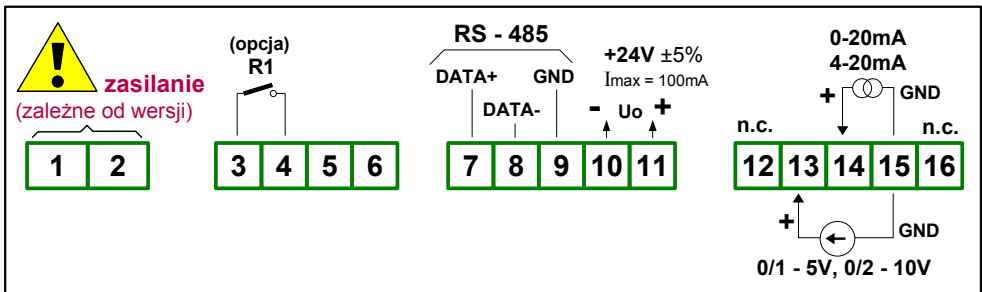 !
zasilanie
(zależne od wersji)
1 2
(opcja)
R1
3 4 5 6
RS - 485
DATA+ GND
DATA-
+24V ±5%
Imax = 100mA
- Uo +
7 8 9 10 11
0-20mA
4-20mA
+ GND
n.c. n.c.
12 13 14 15 16
+ GND
0/1 - 5V, 0/2 - 10V